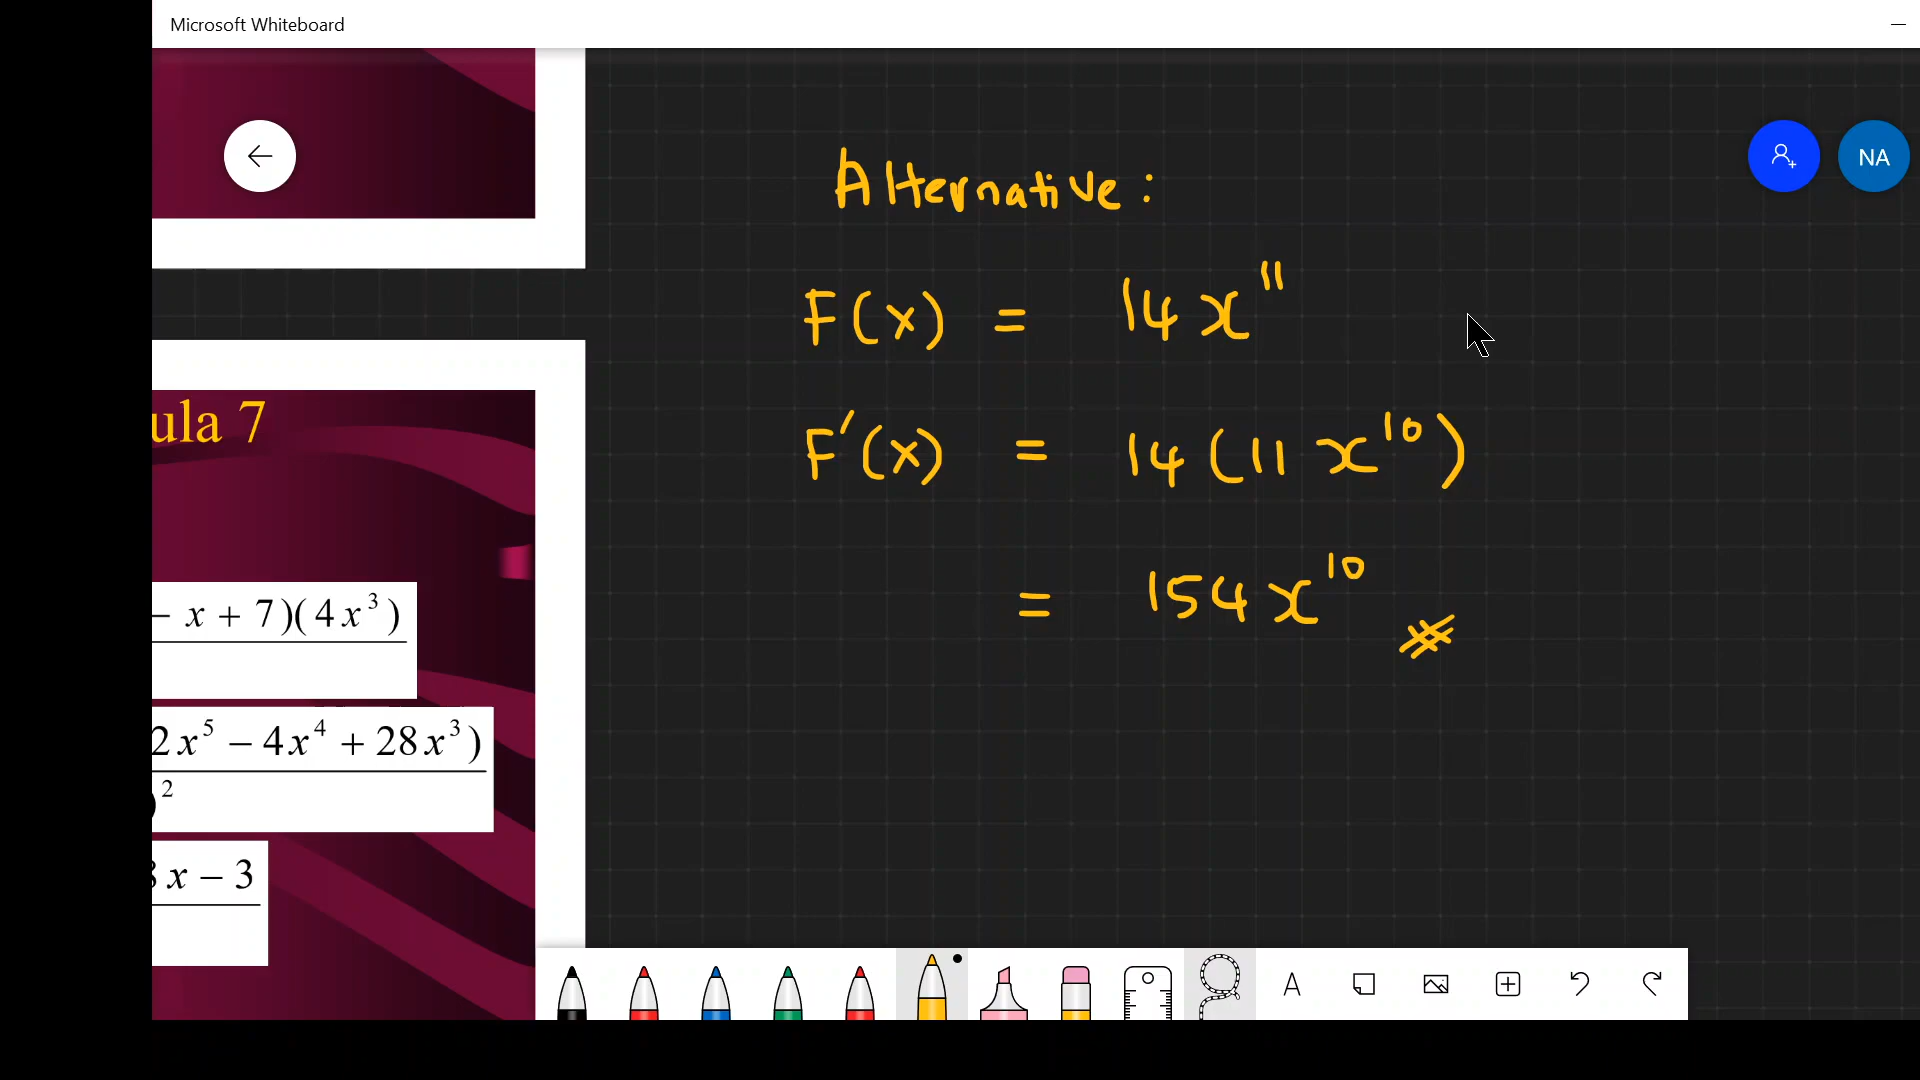 Microsoft Whiteboard
NA
Alternative:
F(x) = 14x¹¹
F'(x) = 14(11x¹⁰)
= 154x¹⁰
ula 7
− x + 7)(4x³)
2x⁵ − 4x⁴ + 28x³)
)²
x − 3
A